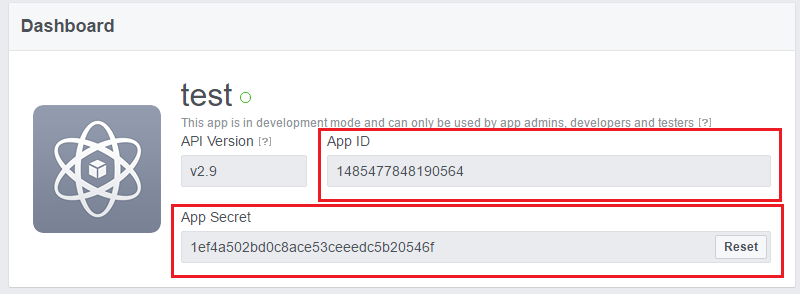 Dashboard
test
This app is in development mode and can only be used by app admins, developers and testers [?]
API Version [?]
App ID
v2.9
1485477848190564
App Secret
1ef4a502bd0c8ace53ceeedc5b20546f
Reset